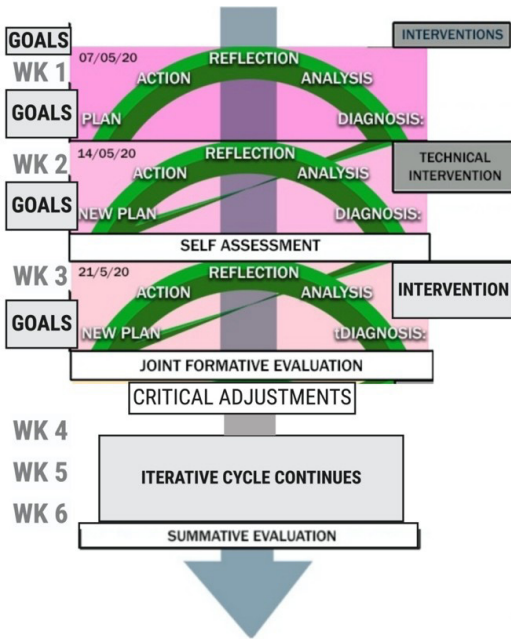 GOALS
INTERVENTIONS
WK 1
07/05/20
REFLECTION
ACTION
ANALYSIS
GOALS
PLAN
DIAGNOSIS:
WK 2
14/05/20
REFLECTION
ACTION
ANALYSIS
TECHNICAL
INTERVENTION
GOALS
NEW PLAN
DIAGNOSIS:
SELF ASSESSMENT
WK 3
21/5/20
REFLECTION
ACTION
ANALYSIS
INTERVENTION
GOALS
NEW PLAN
tDIAGNOSIS:
JOINT FORMATIVE EVALUATION
CRITICAL ADJUSTMENTS
WK 4
WK 5
ITERATIVE CYCLE CONTINUES
WK 6
SUMMATIVE EVALUATION